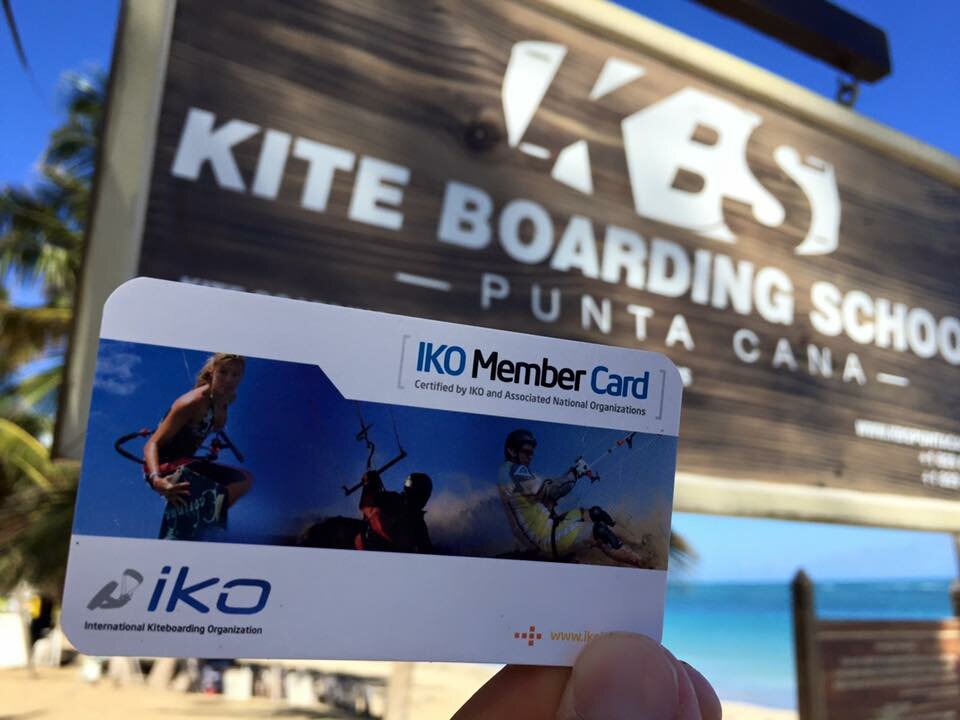 KBS
KITE BOARDING SCHOO
PUNTA CANA
IKO Member Card
Certified by IKO and Associated National Organizations
iko
International Kiteboarding Organization